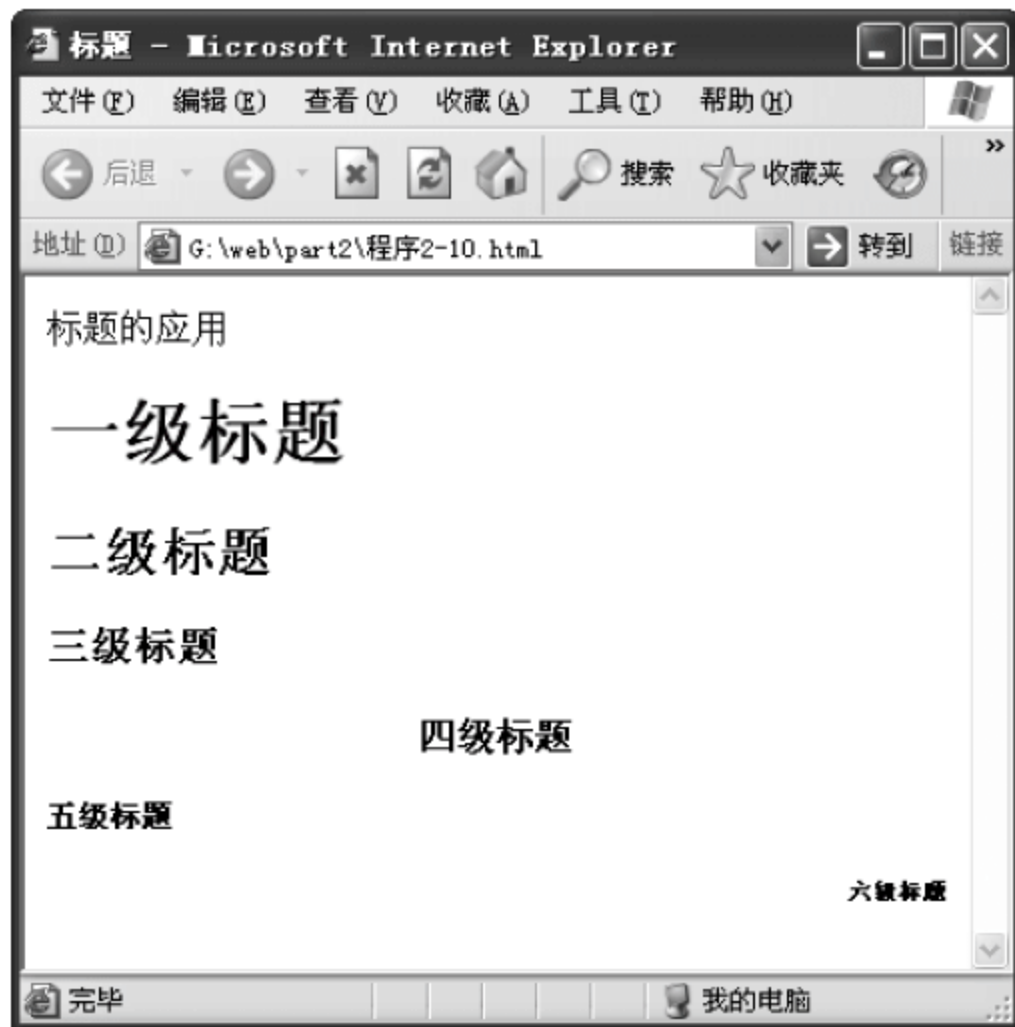 标题 - Microsoft Internet Explorer
文件(F) 编辑(E) 查看(V) 收藏(A) 工具(T) 帮助(H)
后退 搜索 收藏夹 »
地址(D) G:\web\part2\程序2-10.html 转到 链接
标题的应用
一级标题
二级标题
三级标题
四级标题
五级标题
六级标题
完毕 我的电脑